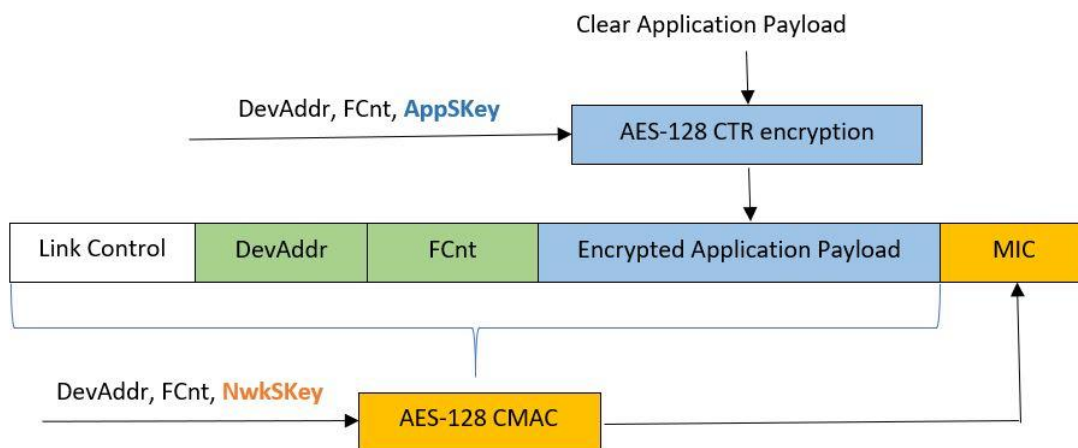 Clear Application Payload
DevAddr, FCnt, AppSKey
AES-128 CTR encryption
Link Control
DevAddr
FCnt
Encrypted Application Payload
MIC
DevAddr, FCnt, NwkSKey
AES-128 CMAC